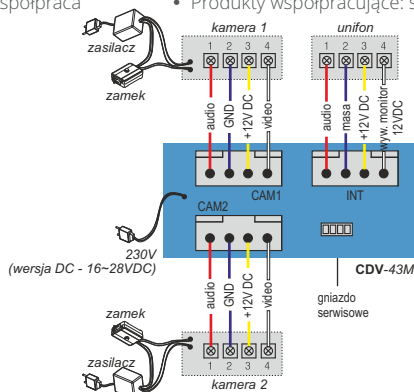 współpraca
• Produkty współpracujące: s
kamera 1
unifon
zasilacz
zamek
1 2 3 4
1 2 3 4
audio
GND
+12V DC
video
audio
masa
+12V DC
wyw. monitor
12VDC
CAM1
INT
CAM2
230V
(wersja DC - 16~28VDC)
CDV-43M
gniazdo
serwisowe
audio
GND
+12V DC
video
zamek
zasilacz
1 2 3 4
kamera 2